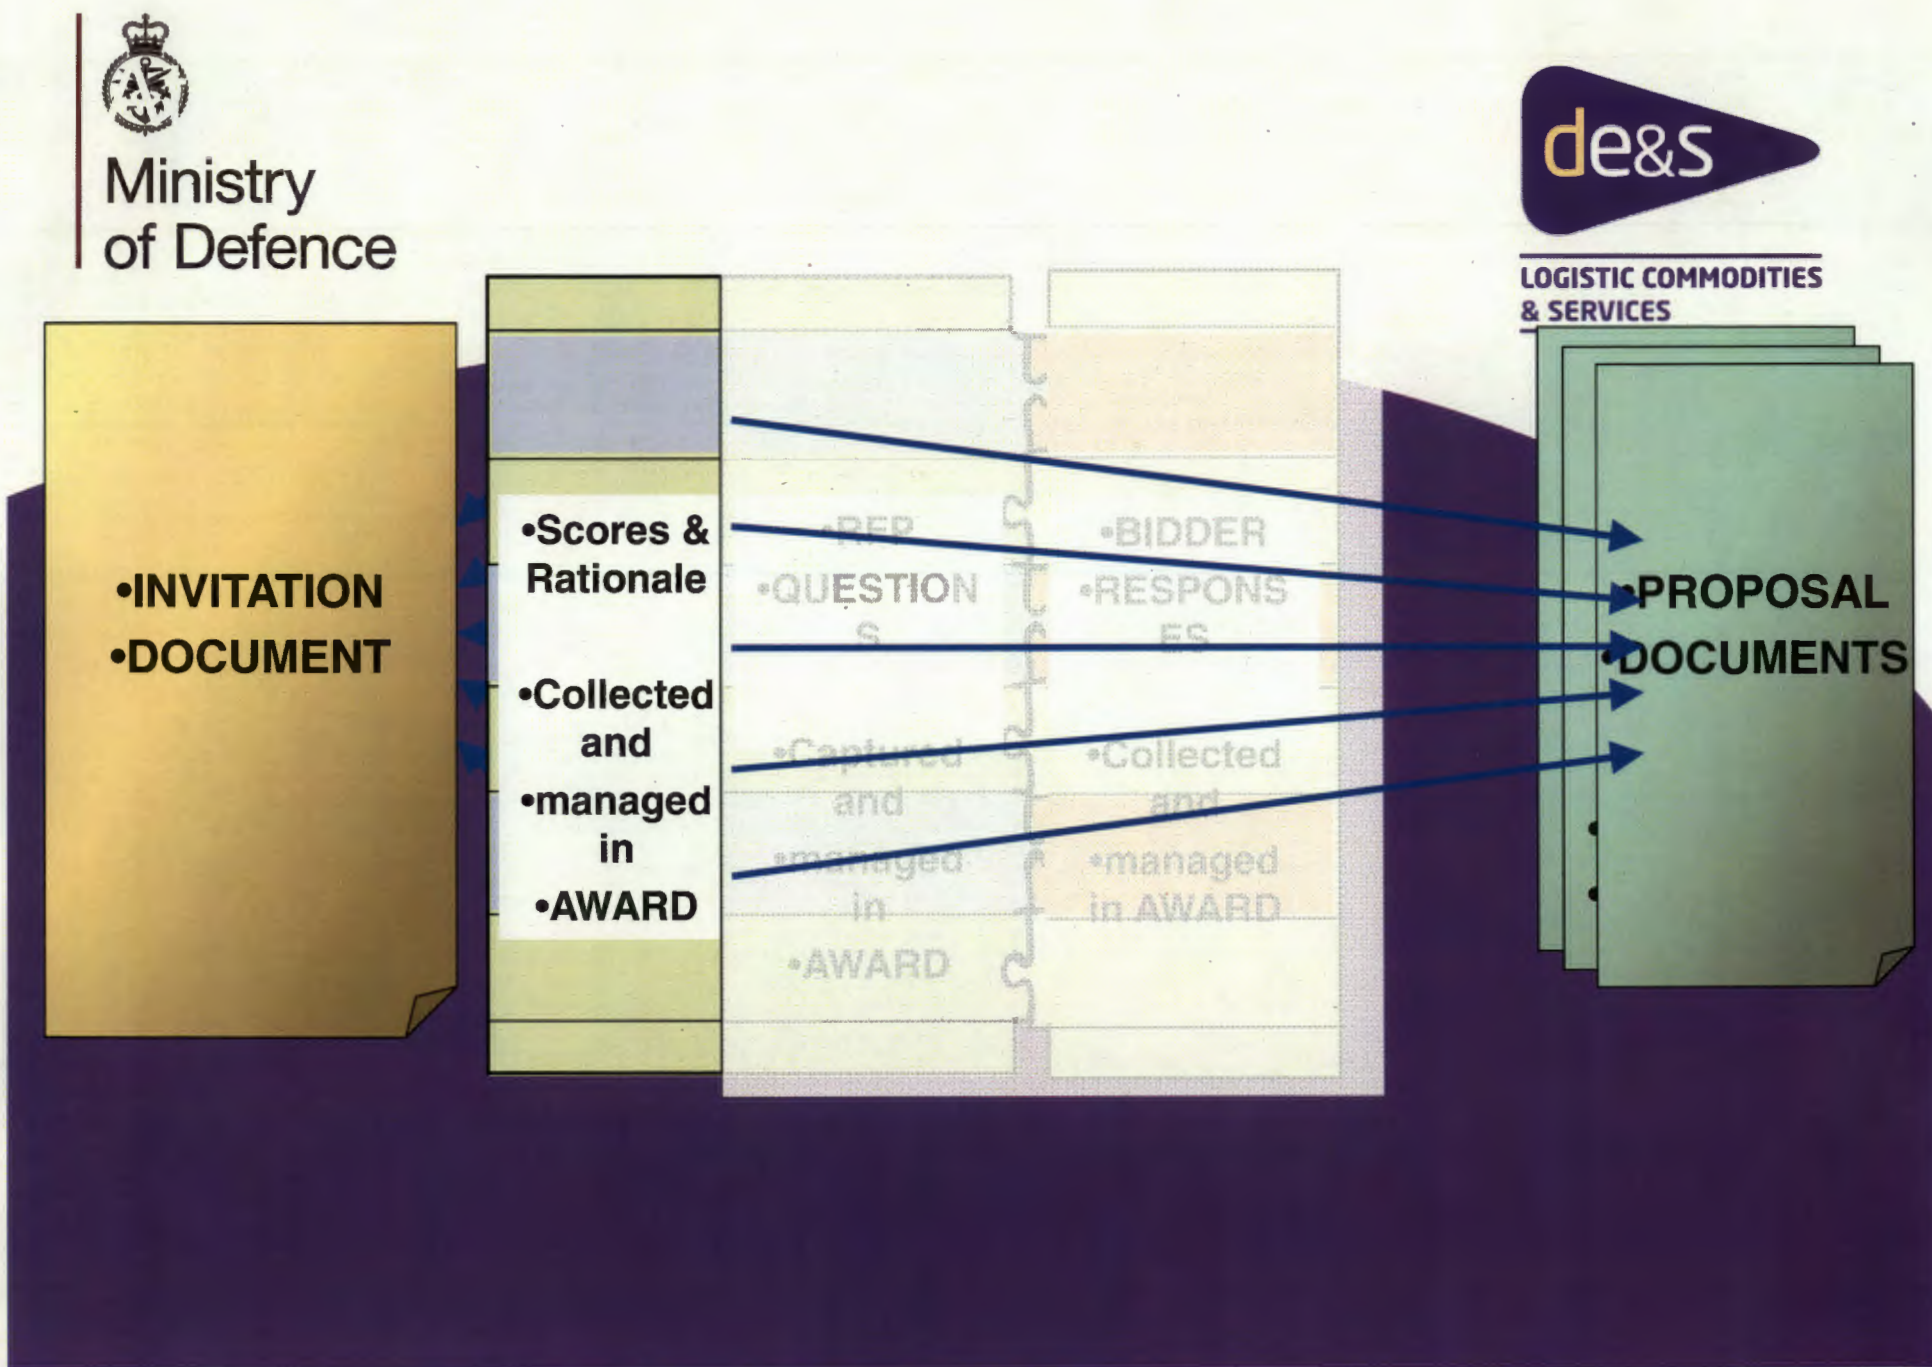 Ministry
of Defence
de&s
LOGISTIC COMMODITIES
& SERVICES
•INVITATION
•DOCUMENT
•Scores &
Rationale
•Collected
and
•managed
in
•AWARD
•RFP
•QUESTION
S
•Captured
and
•managed
in
•AWARD
•BIDDER
•RESPONS
ES
•Collected
and
•managed
in AWARD
•PROPOSAL
•DOCUMENTS